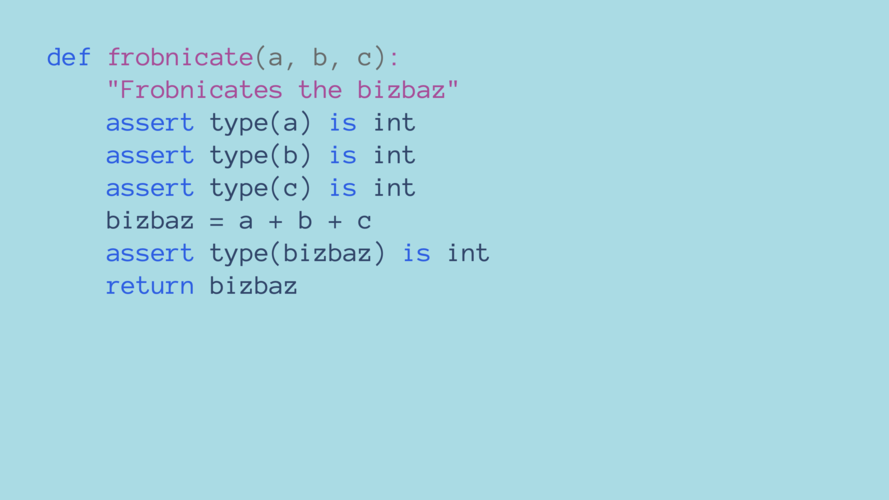 def frobnicate(a, b, c):
    "Frobnicates the bizbaz"
    assert type(a) is int
    assert type(b) is int
    assert type(c) is int
    bizbaz = a + b + c
    assert type(bizbaz) is int
    return bizbaz